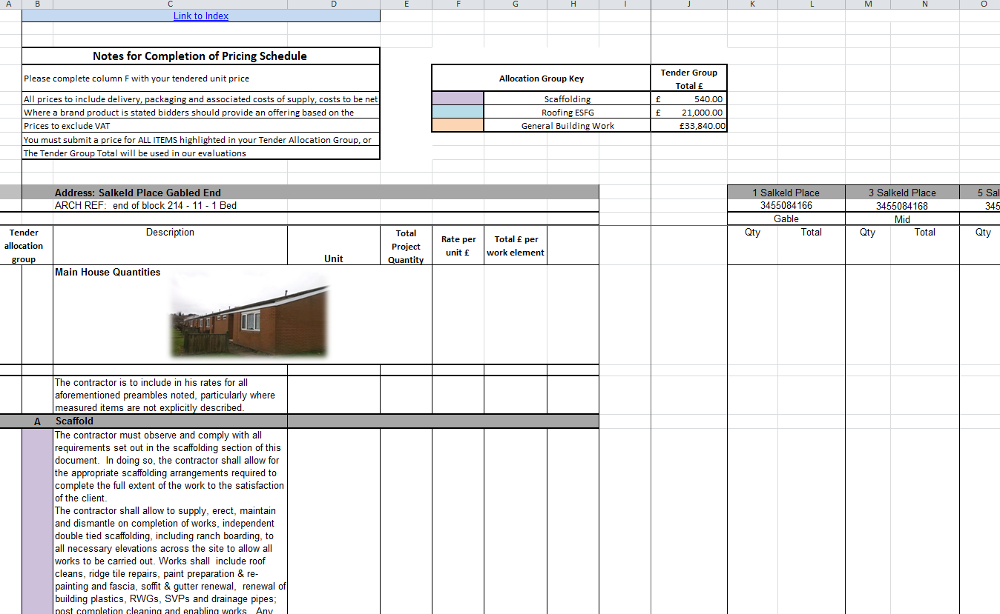 A B C D E F G H I J K L M N O
Link to Index
Notes for Completion of Pricing Schedule
Please complete column F with your tendered unit price
All prices to include delivery, packaging and associated costs of supply, costs to be net
Where a brand product is stated bidders should provide an offering based on the
Prices to exclude VAT
You must submit a price for ALL ITEMS highlighted in your Tender Allocation Group, or
The Tender Group Total will be used in our evaluations
Allocation Group Key
Tender Group
Total £
Scaffolding £ 540.00
Roofing ESFG £ 21,000.00
General Building Work £33,840.00
Address: Salkeld Place Gabled End
ARCH REF:  end of block 214 - 11 - 1 Bed
1 Salkeld Place 3 Salkeld Place 5 Sal
3455084166 3455084168 345
Gable Mid
Tender
allocation
group
Description
Unit
Total
Project
Quantity
Rate per
unit £
Total £ per
work element
Qty Total Qty Total Qty
Main House Quantities
The contractor is to include in his rates for all
aforementioned preambles noted, particularly where
measured items are not explicitly described.
A Scaffold
The contractor must observe and comply with all
requirements set out in the scaffolding section of this
document.  In doing so, the contractor shall allow for
the appropriate scaffolding arrangements required to
complete the full extent of the work to the satisfaction
of the client.
The contractor shall allow to supply, erect, maintain
and dismantle on completion of works, independent
double tied scaffolding, including ranch boarding, to
all necessary elevations across the site to allow all
works to be carried out. Works shall  include roof
cleans, ridge tile repairs, paint preparation & re-
painting and fascia, soffit & gutter renewal,  renewal of
building plastics, RWGs, SVPs and drainage pipes;
post completion cleaning and enabling works.  Any